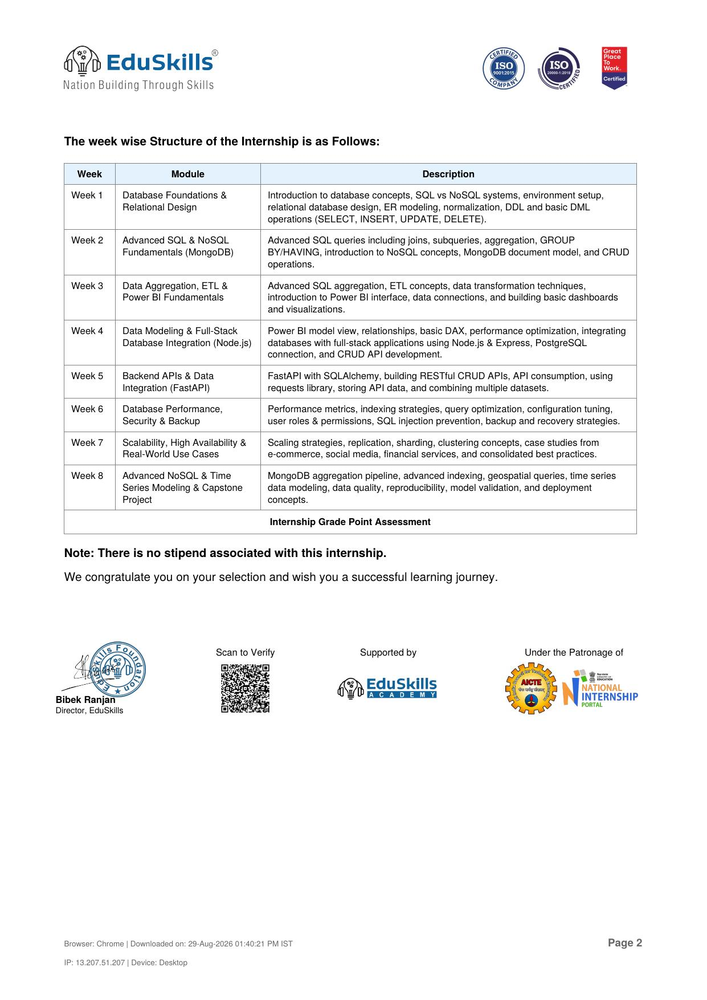 EduSkills®
Nation Building Through Skills
CERTIFIED
ISO
9001:2015
COMPANY
ISO
20000-1:2018
CERTIFIED
Great
Place
To
Work.
Certified
The week wise Structure of the Internship is as Follows:
Week Module Description
Week 1 Database Foundations & Introduction to database concepts, SQL vs NoSQL systems, environment setup,
Relational Design relational database design, ER modeling, normalization, DDL and basic DML
operations (SELECT, INSERT, UPDATE, DELETE).
Week 2 Advanced SQL & NoSQL Advanced SQL queries including joins, subqueries, aggregation, GROUP
Fundamentals (MongoDB) BY/HAVING, introduction to NoSQL concepts, MongoDB document model, and CRUD
operations.
Week 3 Data Aggregation, ETL & Advanced SQL aggregation, ETL concepts, data transformation techniques,
Power BI Fundamentals introduction to Power BI interface, data connections, and building basic dashboards
and visualizations.
Week 4 Data Modeling & Full-Stack Power BI model view, relationships, basic DAX, performance optimization, integrating
Database Integration (Node.js) databases with full-stack applications using Node.js & Express, PostgreSQL
connection, and CRUD API development.
Week 5 Backend APIs & Data FastAPI with SQLAlchemy, building RESTful CRUD APIs, API consumption, using
Integration (FastAPI) requests library, storing API data, and combining multiple datasets.
Week 6 Database Performance, Performance metrics, indexing strategies, query optimization, configuration tuning,
Security & Backup user roles & permissions, SQL injection prevention, backup and recovery strategies.
Week 7 Scalability, High Availability & Scaling strategies, replication, sharding, clustering concepts, case studies from
Real-World Use Cases e-commerce, social media, financial services, and consolidated best practices.
Week 8 Advanced NoSQL & Time MongoDB aggregation pipeline, advanced indexing, geospatial queries, time series
Series Modeling & Capstone data modeling, data quality, reproducibility, model validation, and deployment
Project concepts.
Internship Grade Point Assessment
Note: There is no stipend associated with this internship.
We congratulate you on your selection and wish you a successful learning journey.
EduSkills Foundation
Bibek Ranjan
Director, EduSkills
Scan to Verify
Supported by
EduSkills
ACADEMY
Under the Patronage of
AICTE
MINISTRY OF
EDUCATION
NATIONAL
INTERNSHIP
PORTAL
Browser: Chrome | Downloaded on: 29-Aug-2026 01:40:21 PM IST
Page 2
IP: 13.207.51.207 | Device: Desktop